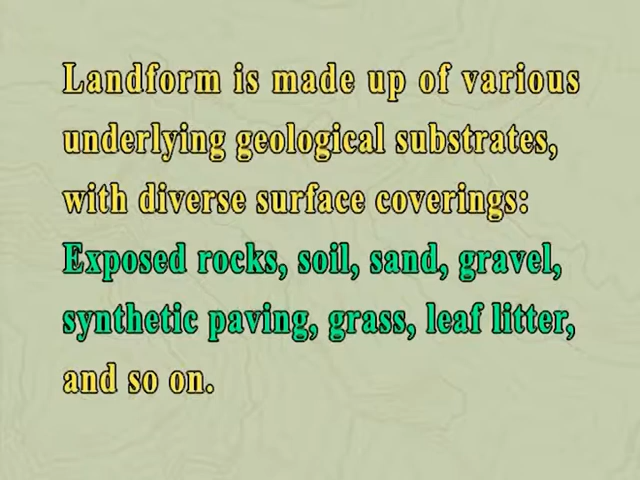 Landform is made up of various
underlying geological substrates,
with diverse surface coverings:
Exposed rocks, soil, sand, gravel,
synthetic paving, grass, leaf litter,
and so on.